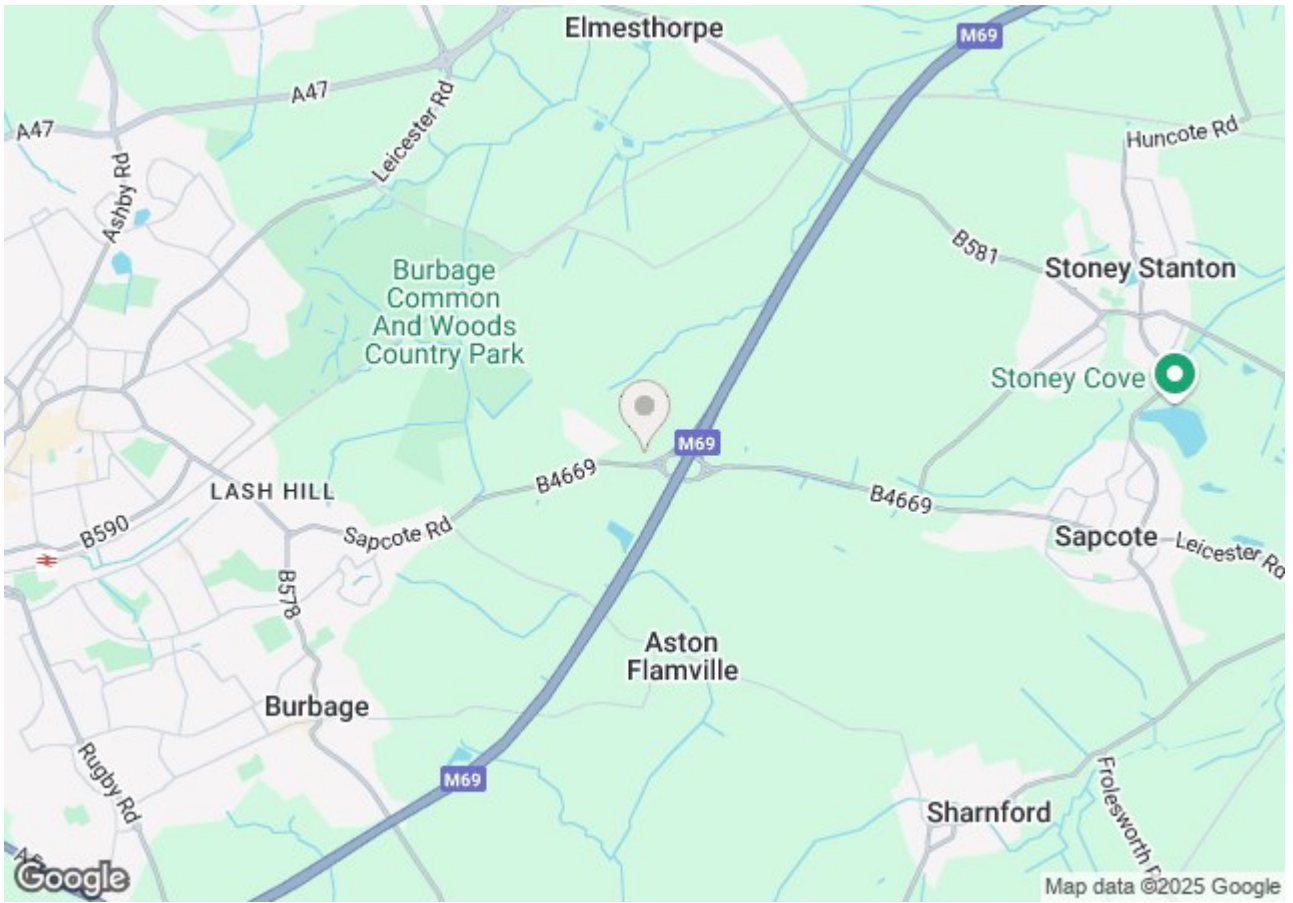 Elmesthorpe
M69
A47
A47
Leicester Rd
Huncote Rd
Ashby Rd
B581
Stoney Stanton
Burbage
Common
And Woods
Country Park
Stoney Cove
M69
B4669
B4669
LASH HILL
Sapcote Rd
B590
Sapcote
Leicester Rd
B578
Aston
Flamville
Burbage
M69
Rugby Rd
Sharnford
Frolesworth
Google
Map data ©2025 Google